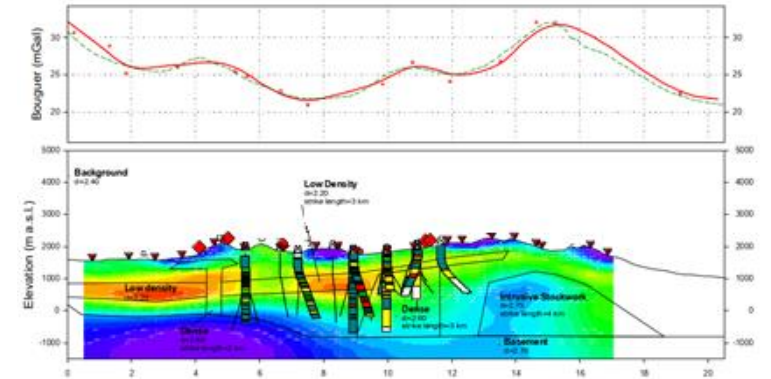 Bouguer (mGal)
30
25
20
30
25
20
Elevation (m a.s.l.)
5000
4000
3000
2000
1000
0
-1000
5000
4000
3000
2000
1000
0
-1000
Background
d=2.40
Low Density
d=2.20
strike length=3 km
Low density
Dense
Dense
d=2.60
strike length=3 km
Intrusive Stockwork
strike length=4 km
Basement
0
2
4
6
8
10
12
14
16
18
20